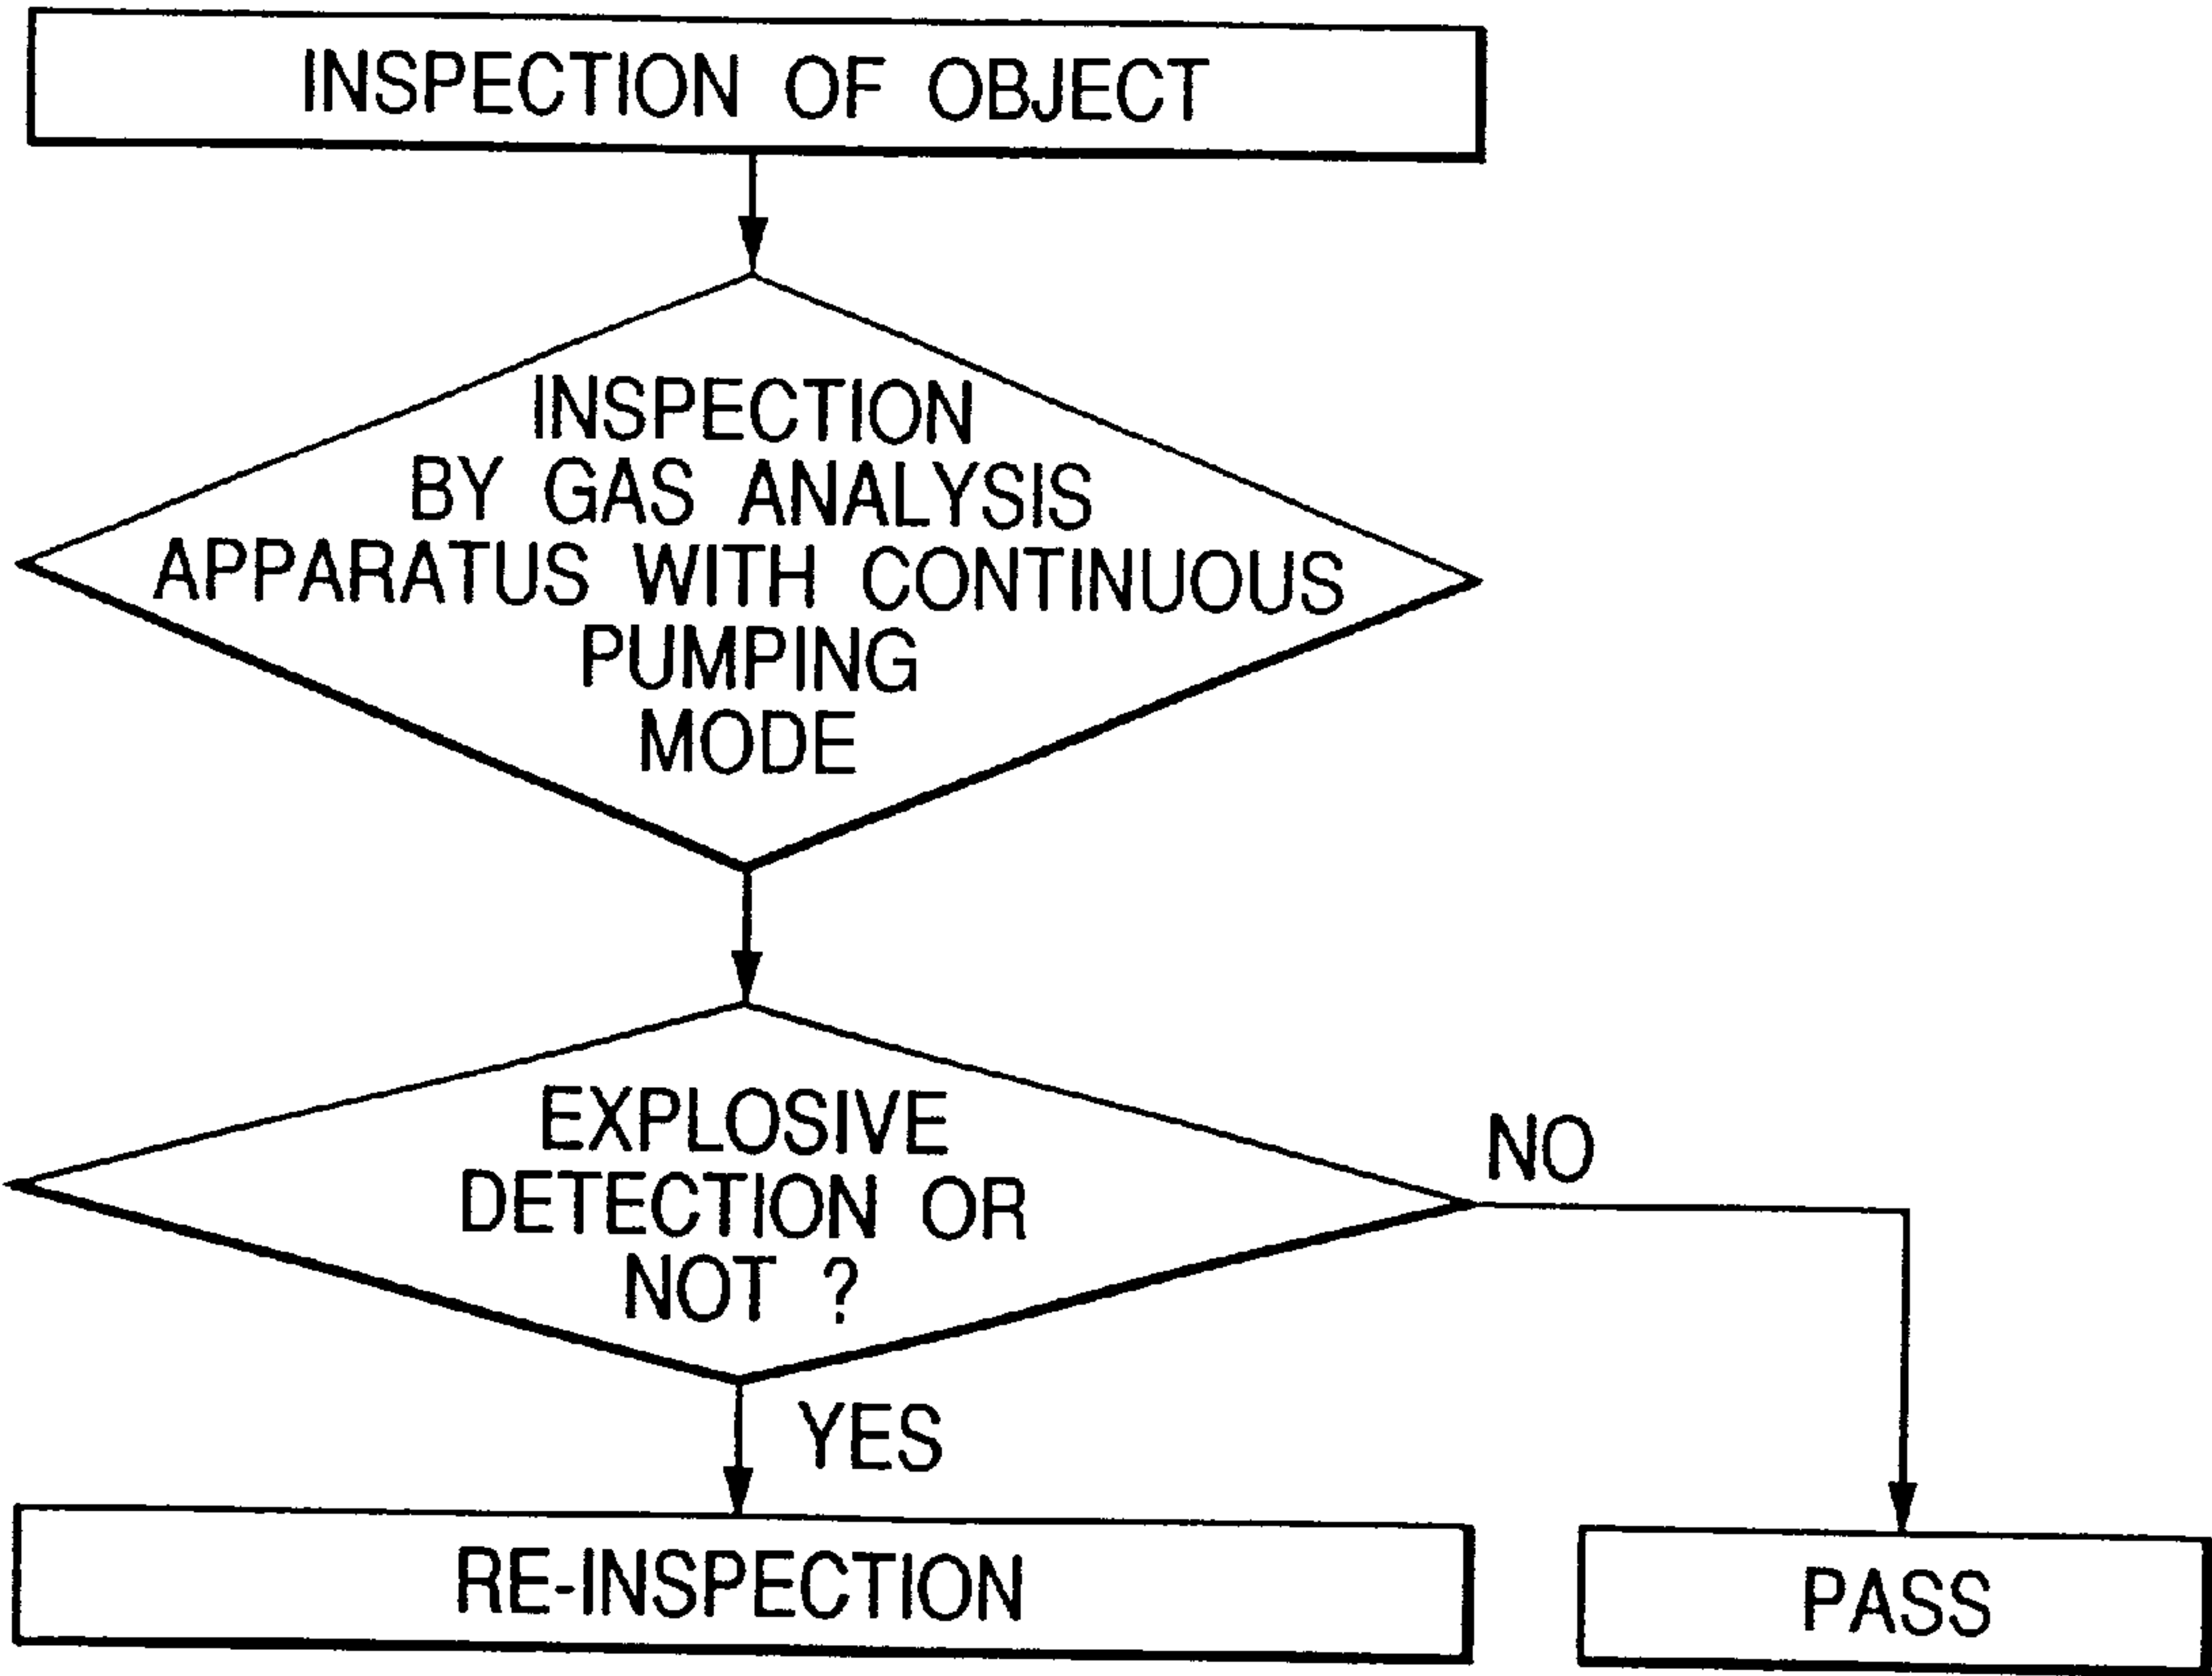 INSPECTION OF OBJECT
INSPECTION
BY GAS ANALYSIS
APPARATUS WITH CONTINUOUS
PUMPING
MODE
EXPLOSIVE
DETECTION OR
NOT ?
NO
YES
RE-INSPECTION
PASS